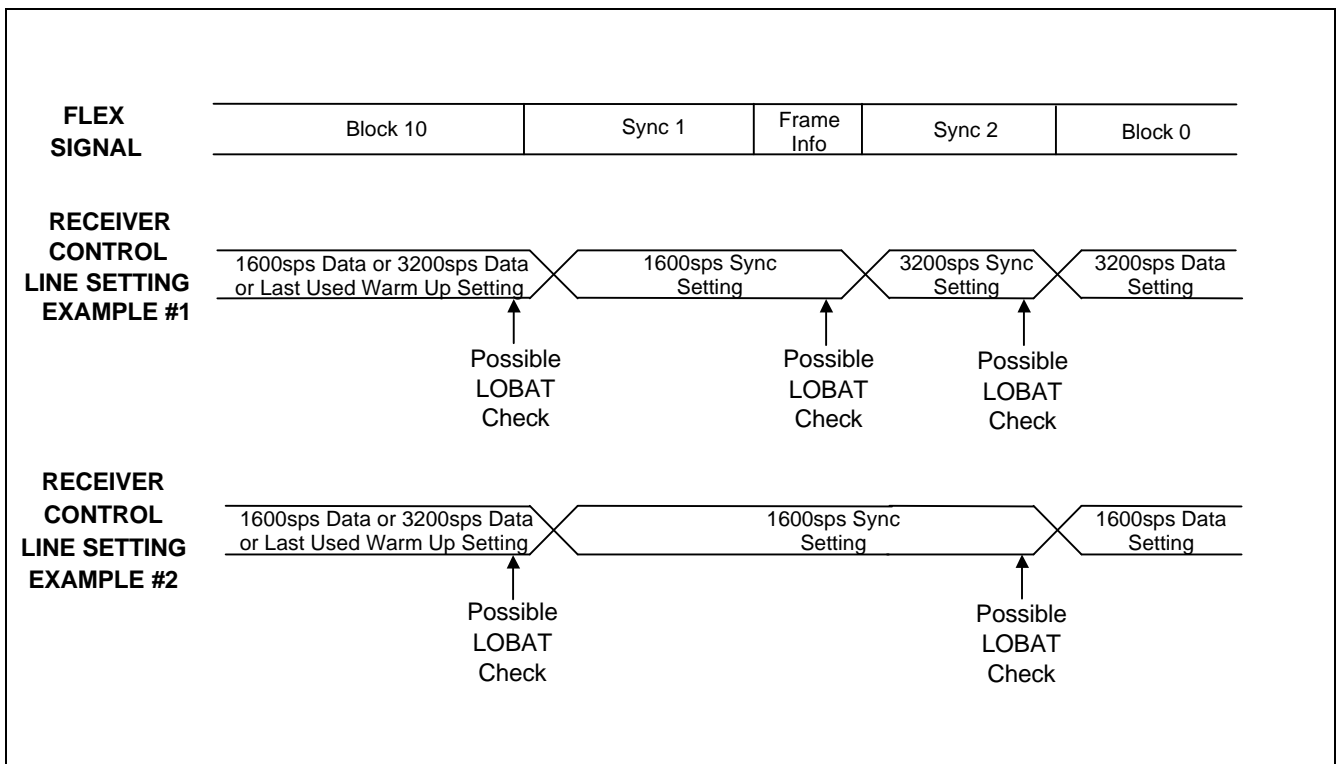 FLEX
SIGNAL
Block 10
Sync 1
Frame
Info
Sync 2
Block 0
RECEIVER
CONTROL
LINE SETTING
EXAMPLE #1
1600sps Data or 3200sps Data
or Last Used Warm Up Setting
1600sps Sync
Setting
3200sps Sync
Setting
3200sps Data
Setting
Possible
LOBAT
Check
Possible
LOBAT
Check
Possible
LOBAT
Check
RECEIVER
CONTROL
LINE SETTING
EXAMPLE #2
1600sps Data or 3200sps Data
or Last Used Warm Up Setting
1600sps Sync
Setting
1600sps Data
Setting
Possible
LOBAT
Check
Possible
LOBAT
Check